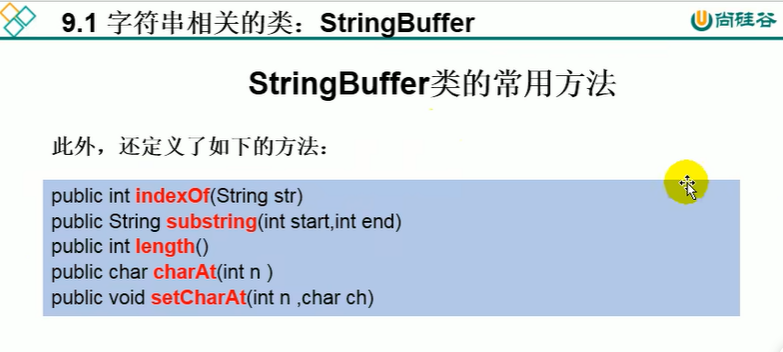 9.1 字符串相关的类：StringBuffer
尚硅谷
StringBuffer类的常用方法
此外，还定义了如下的方法：
public int indexOf(String str)
public String substring(int start,int end)
public int length()
public char charAt(int n )
public void setCharAt(int n ,char ch)